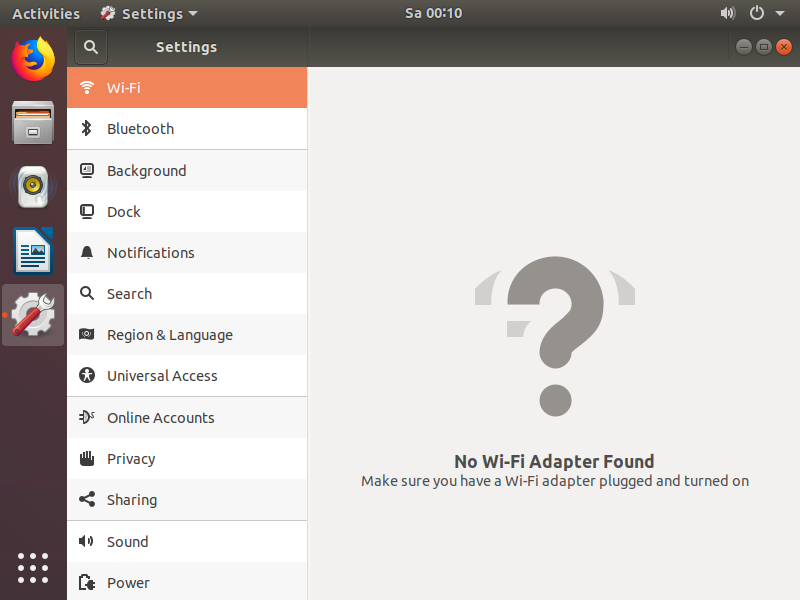 Activities Settings Sa 00:10
Settings
Wi-Fi
Bluetooth
Background
Dock
Notifications
Search
Region & Language
Universal Access
Online Accounts
Privacy
Sharing
Sound
Power
No Wi-Fi Adapter Found
Make sure you have a Wi-Fi adapter plugged and turned on